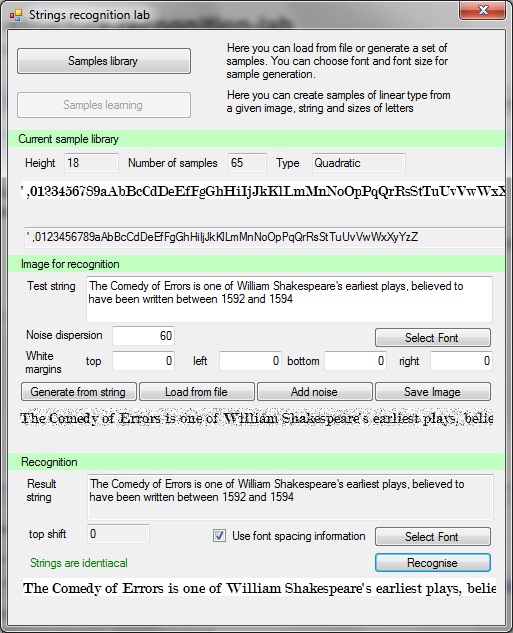 Strings recognition lab
Samples library
Here you can load from file or generate a set of
samples. You can choose font and font size for
sample generation.
Samples learning
Here you can create samples of linear type from
a given image, string and sizes of letters
Current sample library
Height 18 Number of samples 65 Type Quadratic
' ,0123456789aAbBcCdDeEfFgGhHiIjJkKlLmMnNoOpPqQrRsStTuUvVwWxX
' ,0123456789aAbBcCdDeEfFgGhHiIjJkKlLmMnNoOpPqQrRsStTuUvVwWxXyYzZ
Image for recognition
Test string
The Comedy of Errors is one of William Shakespeare's earliest plays, believed to
have been written between 1592 and 1594
Noise dispersion 60 Select Font
White margins top 0 left 0 bottom 0 right 0
Generate from string Load from file Add noise Save Image
The Comedy of Errors is one of William Shakespeare's earliest plays, belie
Recognition
Result string
The Comedy of Errors is one of William Shakespeare's earliest plays, believed to
have been written between 1592 and 1594
top shift 0 Use font spacing information Select Font
Strings are identiacal Recognise
The Comedy of Errors is one of William Shakespeare's earliest plays, belie